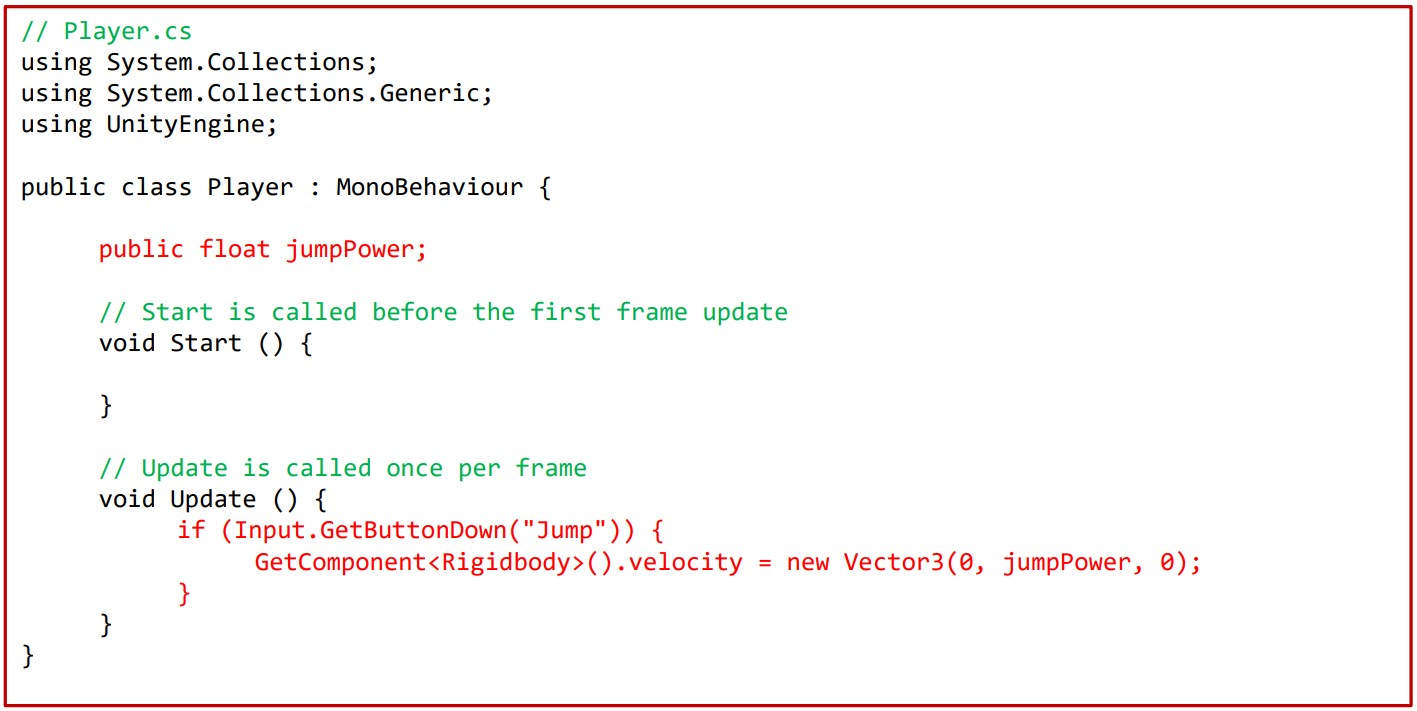 // Player.cs
using System.Collections;
using System.Collections.Generic;
using UnityEngine;
public class Player : MonoBehaviour {
public float jumpPower;
// Start is called before the first frame update
void Start () {
}
// Update is called once per frame
void Update () {
if (Input.GetButtonDown("Jump")) {
GetComponent<Rigidbody>().velocity = new Vector3(0, jumpPower, 0);
}
}
}